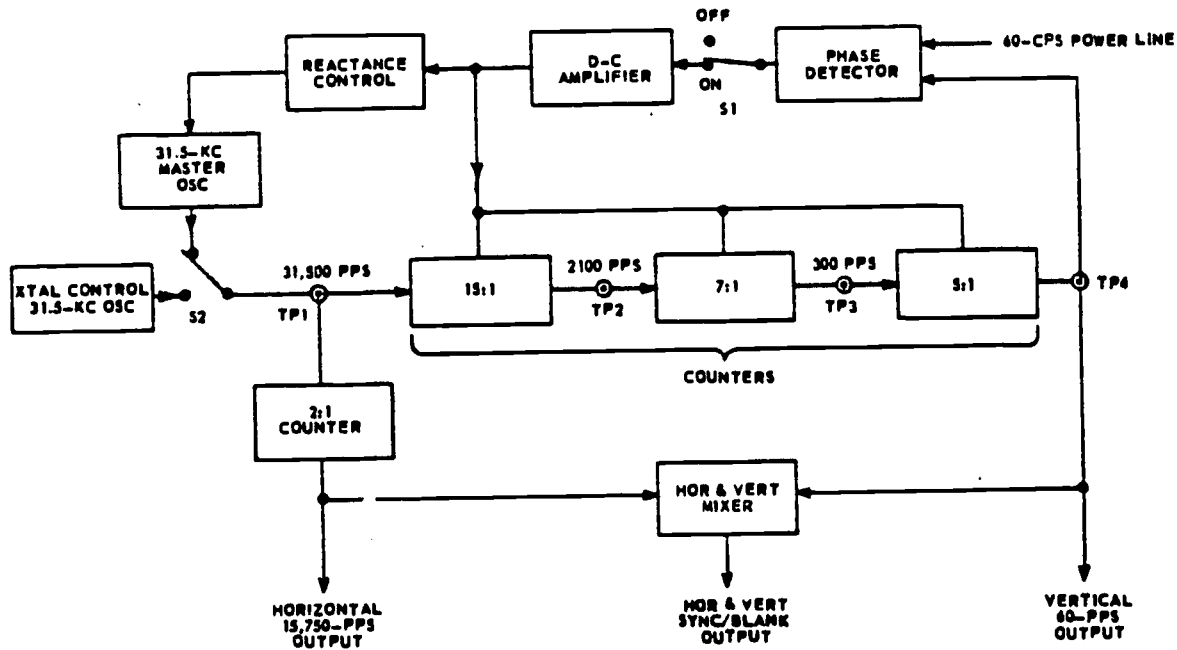 OFF
REACTANCE
CONTROL
D-C
AMPLIFIER
ON
S1
PHASE
DETECTOR
60-CPS POWER LINE
31.5-KC
MASTER
OSC
XTAL CONTROL
31.5-KC OSC
S2
31,500 PPS
TP1
15:1
2100 PPS
TP2
7:1
300 PPS
TP3
5:1
TP4
COUNTERS
2:1
COUNTER
HOR & VERT
MIXER
HORIZONTAL
15,750-PPS
OUTPUT
HOR & VERT
SYNC/BLANK
OUTPUT
VERTICAL
60-PPS
OUTPUT